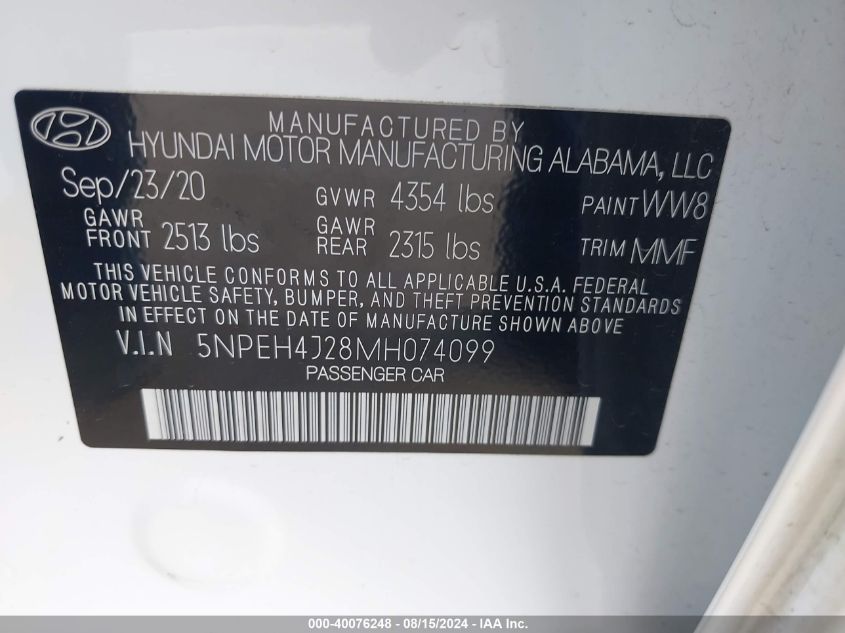 MANUFACTURED BY
HYUNDAI MOTOR MANUFACTURING ALABAMA, LLC
Sep/23/20 GVWR 4354 lbs PAINT WW8
GAWR FRONT 2513 lbs GAWR REAR 2315 lbs TRIM MMF
THIS VEHICLE CONFORMS TO ALL APPLICABLE U.S.A. FEDERAL
MOTOR VEHICLE SAFETY, BUMPER, AND THEFT PREVENTION STANDARDS
IN EFFECT ON THE DATE OF MANUFACTURE SHOWN ABOVE
V.I.N 5NPEH4J28MH074099
PASSENGER CAR
000-40076248 - 08/15/2024 - IAA Inc.